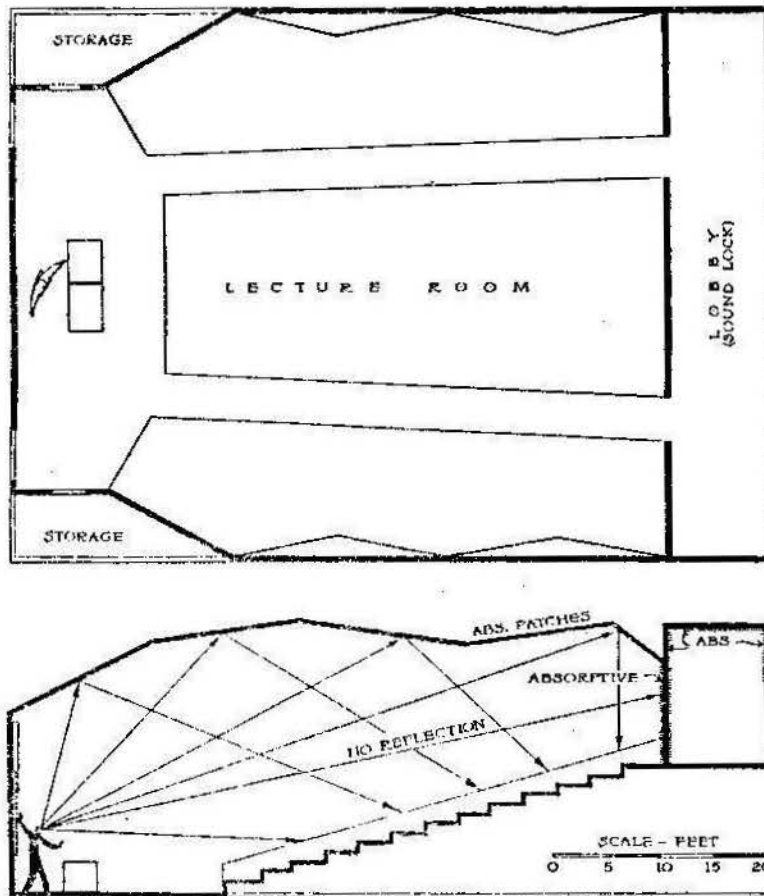 STORAGE
LECTURE ROOM
LOBBY
(SOUND LOCK)
STORAGE
ABS. PATCHES
ABS
ABSORPTIVE
NO REFLECTION
SCALE - FEET
0 5 10 15 20